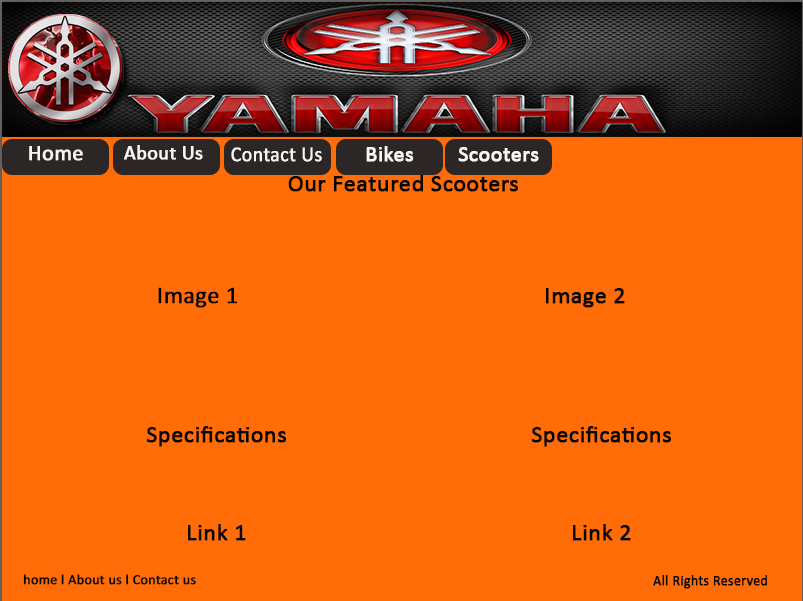 YAMAHA
Home About Us Contact Us Bikes Scooters
Our Featured Scooters
Image 1 Image 2
Specifications Specifications
Link 1 Link 2
home l About us l Contact us All Rights Reserved